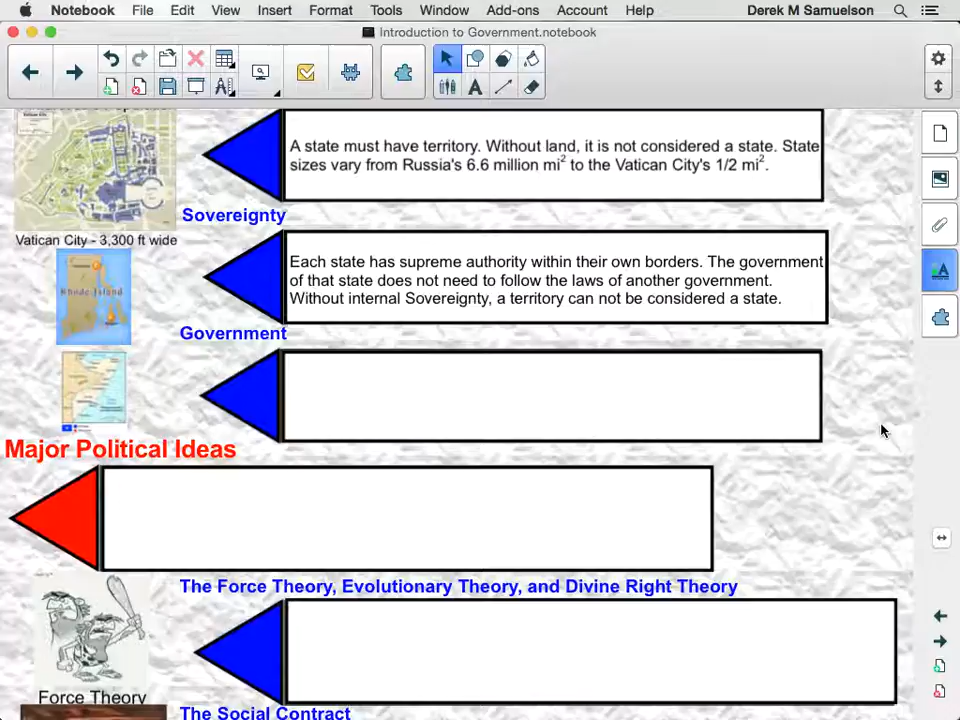 Notebook File Edit View Insert Format Tools Window Add-ons Account Help Derek M Samuelson
Introduction to Government.notebook
A state must have territory. Without land, it is not considered a state. State
sizes vary from Russia's 6.6 million mi² to the Vatican City's 1/2 mi².
Sovereignty
Vatican City - 3,300 ft wide
Each state has supreme authority within their own borders. The government
of that state does not need to follow the laws of another government.
Without internal Sovereignty, a territory can not be considered a state.
Rhode Island
Government
Major Political Ideas
The Force Theory, Evolutionary Theory, and Divine Right Theory
Force Theory
The Social Contract